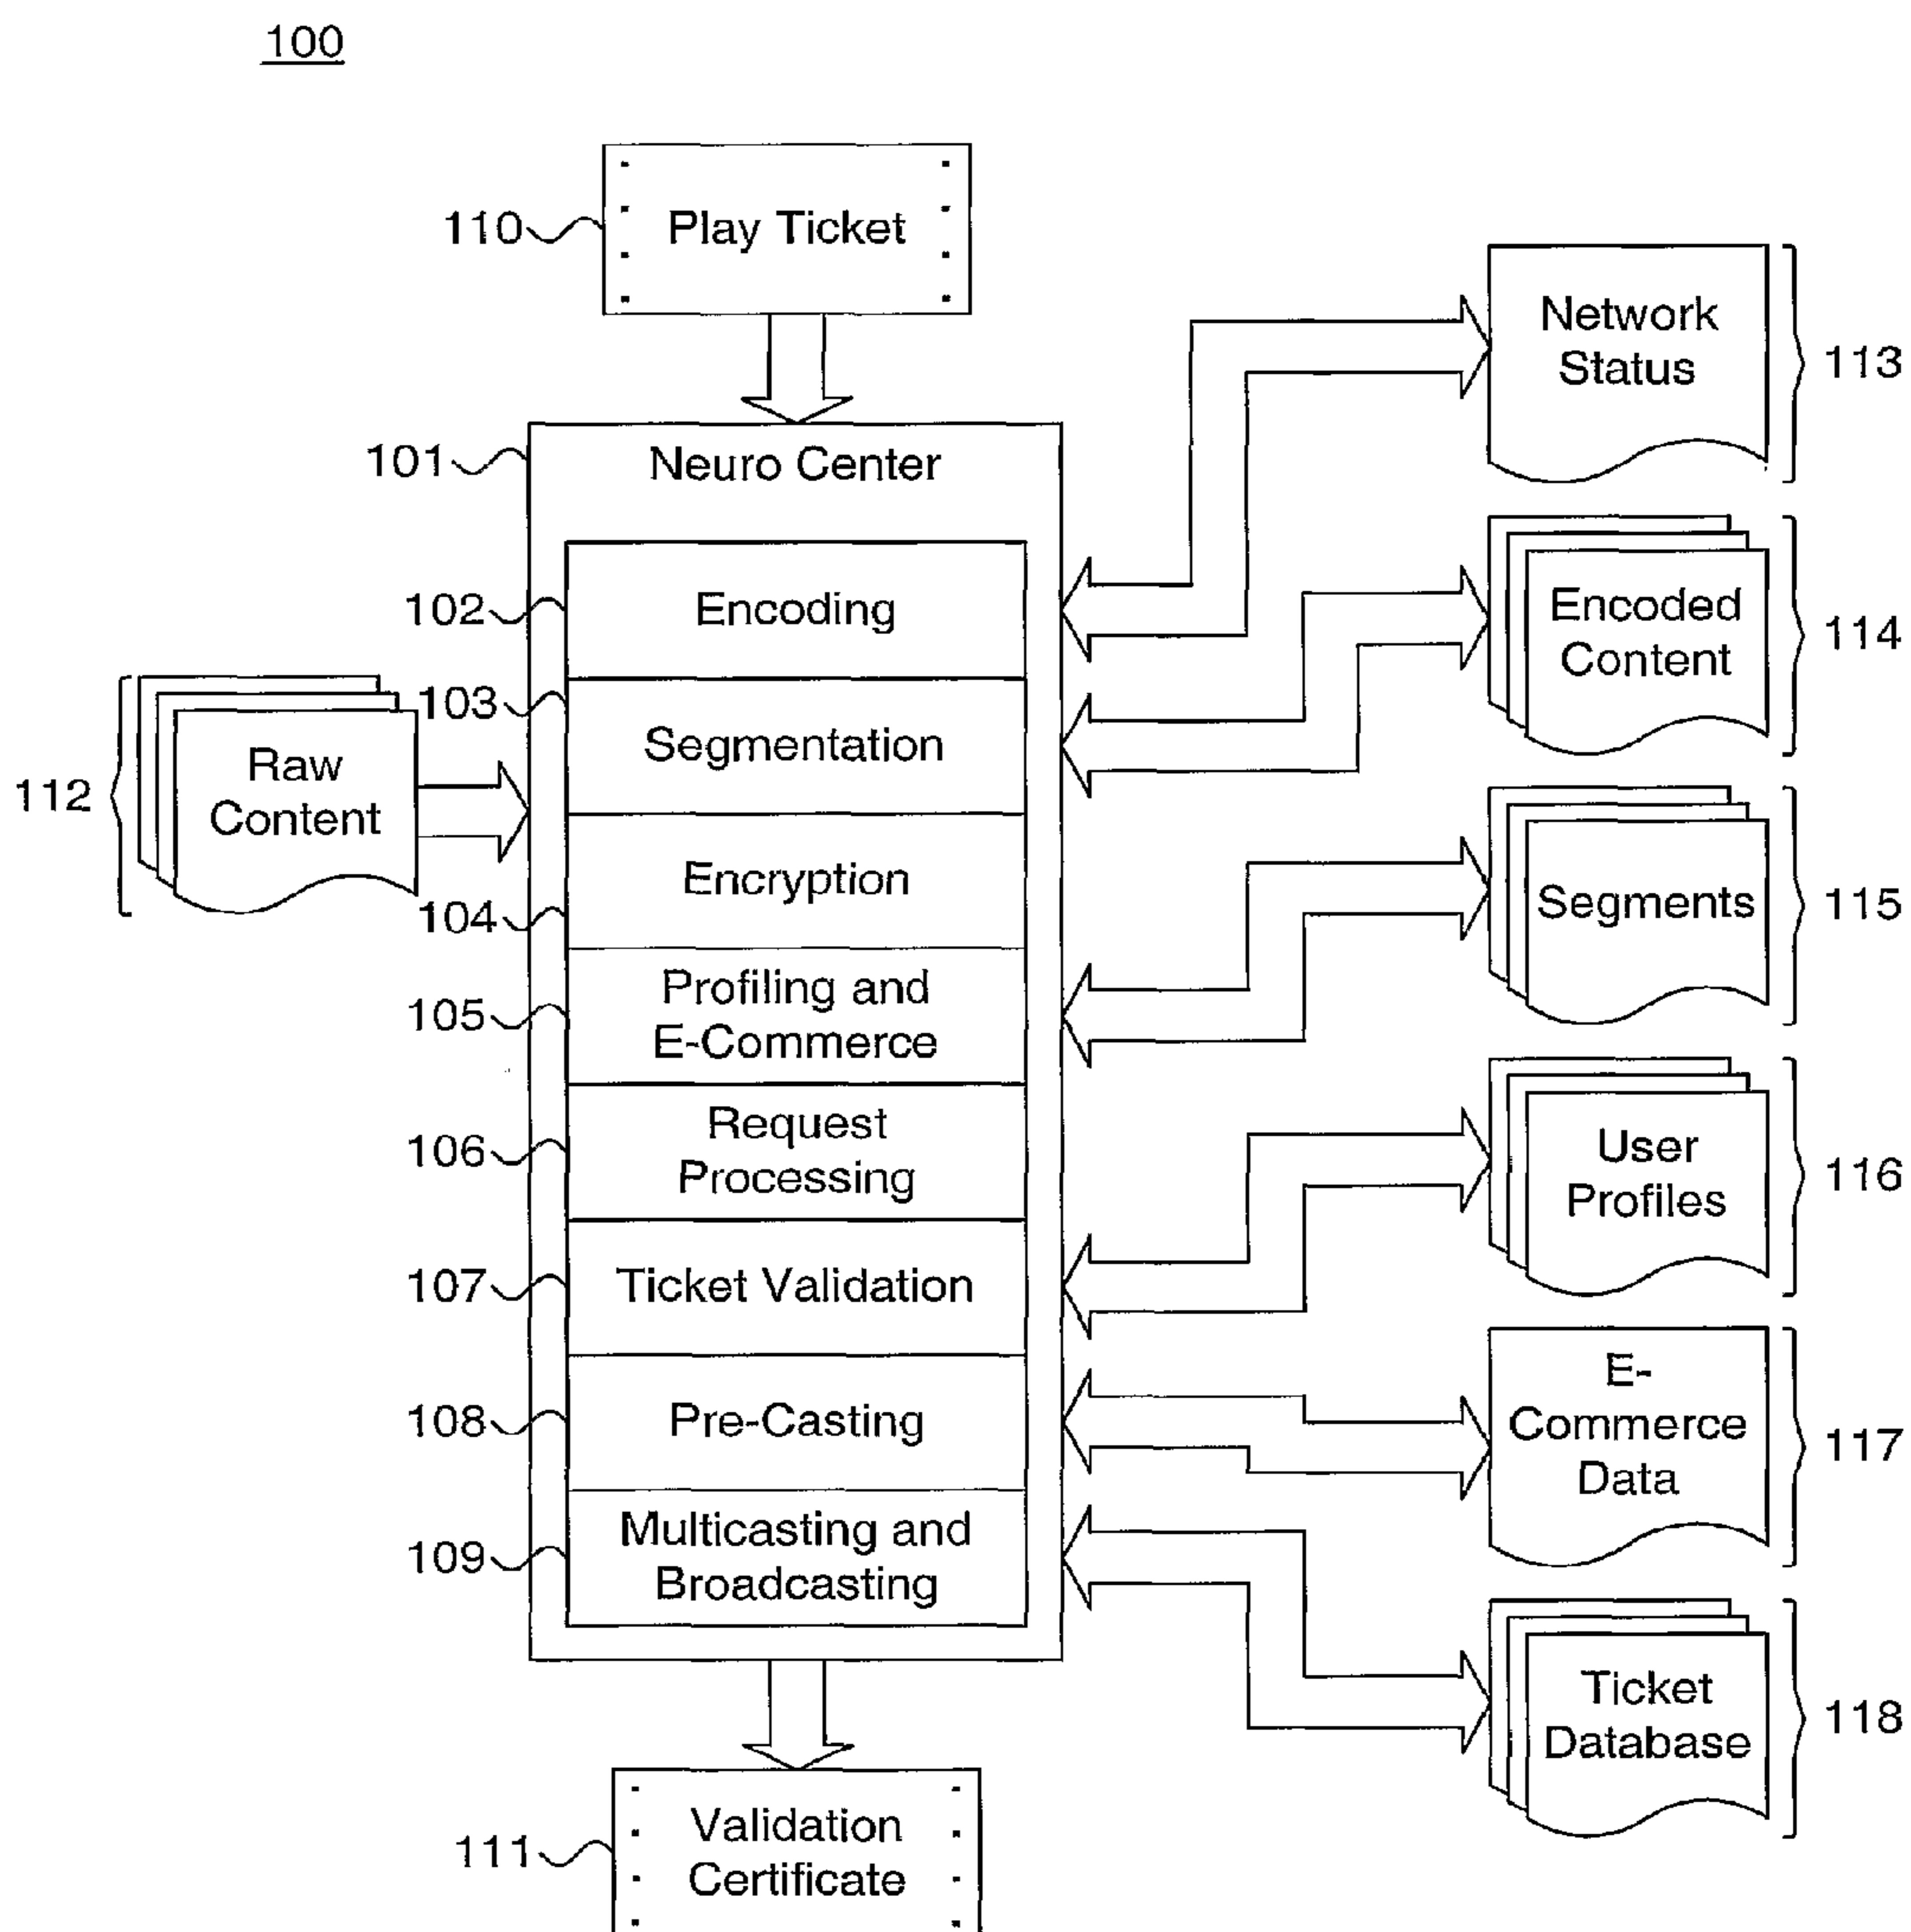 100
110
Play Ticket
Network
Status
113
101
Neuro Center
102
Encoding
Encoded
Content
114
103
Segmentation
112
Raw
Content
104
Encryption
Segments
115
105
Profiling and
E-Commerce
106
Request
Processing
User
Profiles
116
107
Ticket Validation
108
Pre-Casting
E-
Commerce
Data
117
109
Multicasting and
Broadcasting
Ticket
Database
118
111
Validation
Certificate